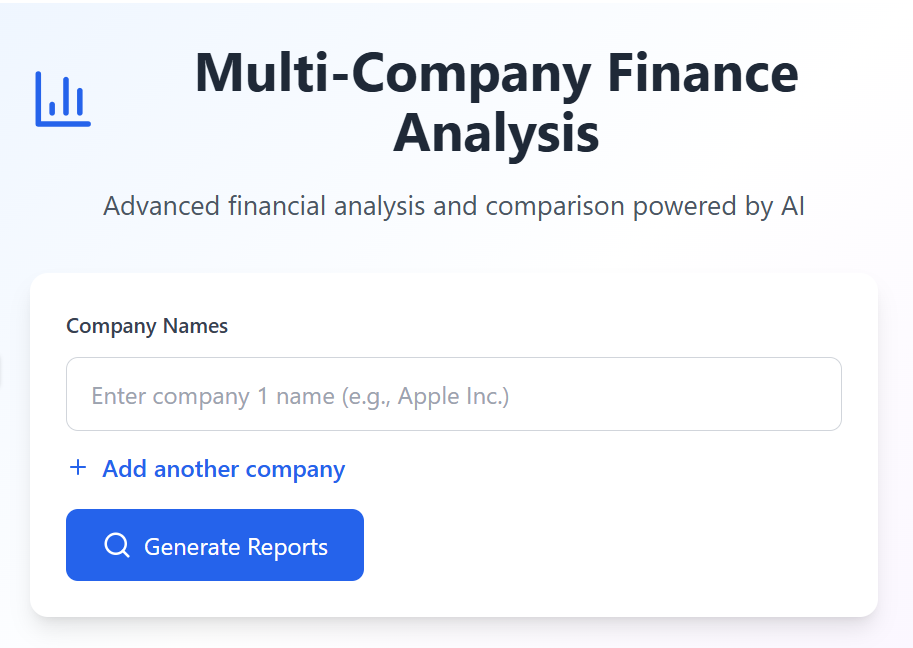 Multi-Company Finance
Analysis
Advanced financial analysis and comparison powered by AI
Company Names
Enter company 1 name (e.g., Apple Inc.)
+ Add another company
Generate Reports